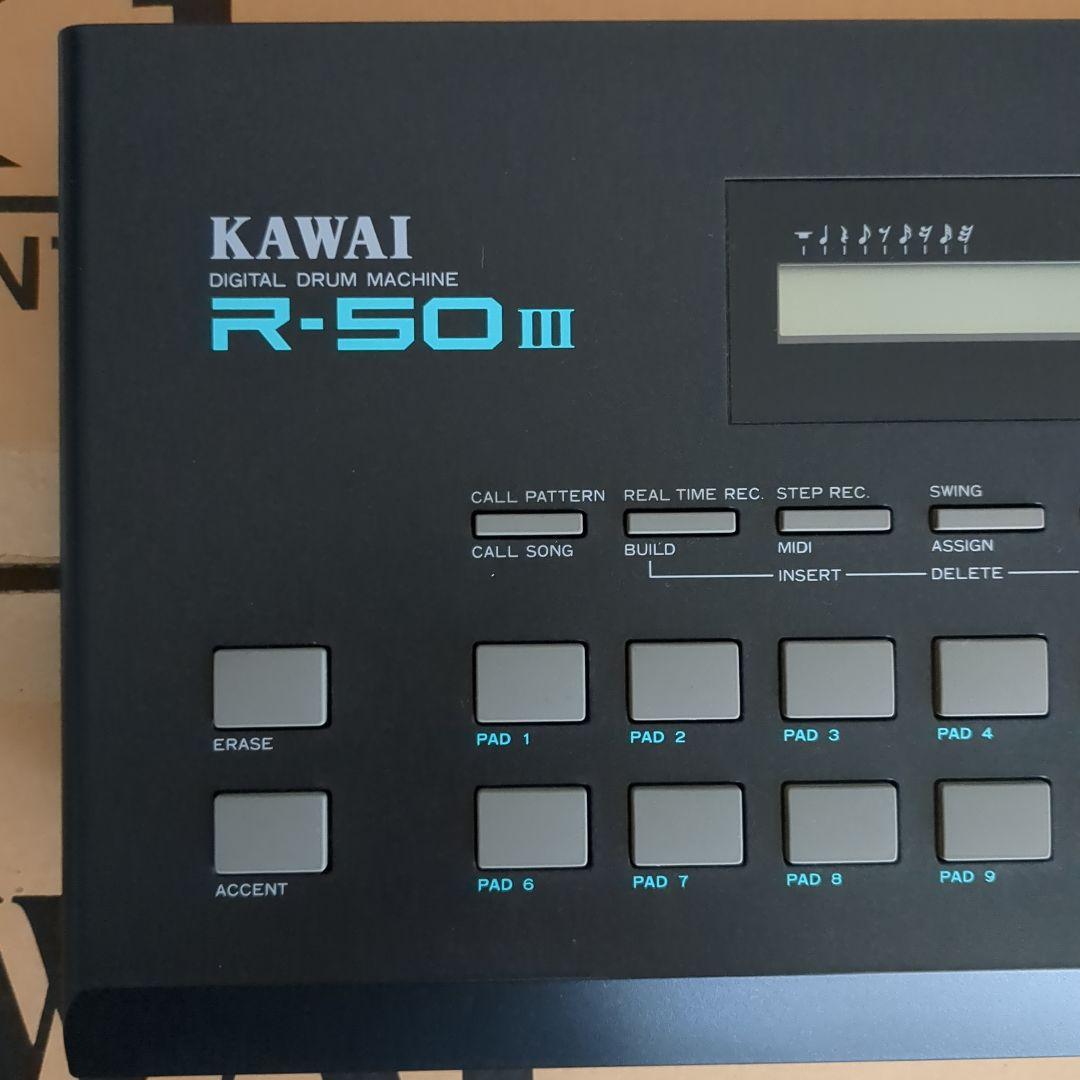 KAWAI
DIGITAL DRUM MACHINE
R-50 III
CALL PATTERN REAL TIME REC. STEP REC. SWING
CALL SONG BUILD MIDI ASSIGN
INSERT DELETE
ERASE PAD 1 PAD 2 PAD 3 PAD 4
ACCENT PAD 6 PAD 7 PAD 8 PAD 9